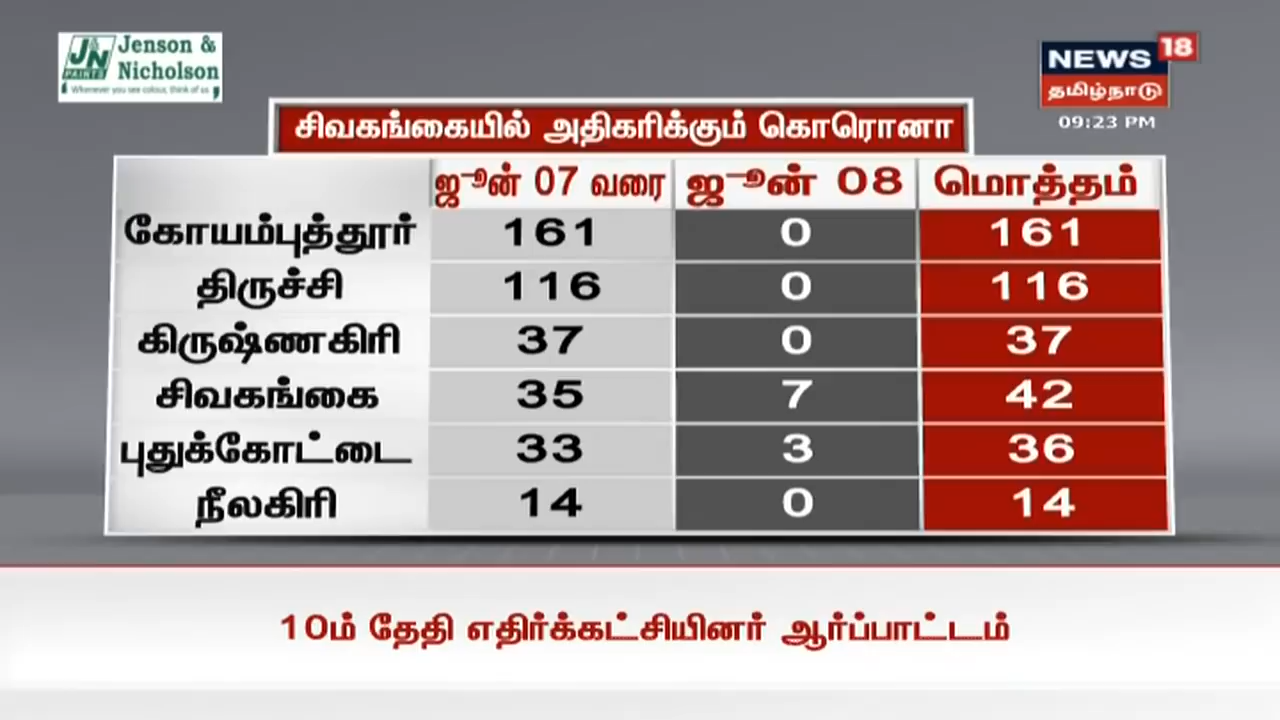 Jenson &
Nicholson
J&N
PAINTS
Whenever you see colour, think of us
NEWS 18
தமிழ்நாடு
09:23 PM
சிவகங்கையில் அதிகரிக்கும் கொரொனா
ஜூன் 07 வரை ஜூன் 08 மொத்தம்
கோயம்புத்தூர் 161 0 161
திருச்சி 116 0 116
கிருஷ்ணகிரி 37 0 37
சிவகங்கை 35 7 42
புதுக்கோட்டை 33 3 36
நீலகிரி 14 0 14
10ம் தேதி எதிர்க்கட்சியினர் ஆர்ப்பாட்டம்